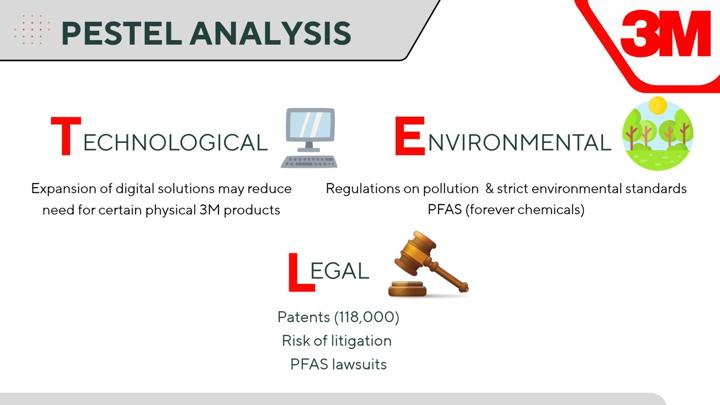 PESTEL ANALYSIS
3M
TECHNOLOGICAL
Expansion of digital solutions may reduce
need for certain physical 3M products
ENVIRONMENTAL
Regulations on pollution & strict environmental standards
PFAS (forever chemicals)
LEGAL
Patents (118,000)
Risk of litigation
PFAS lawsuits